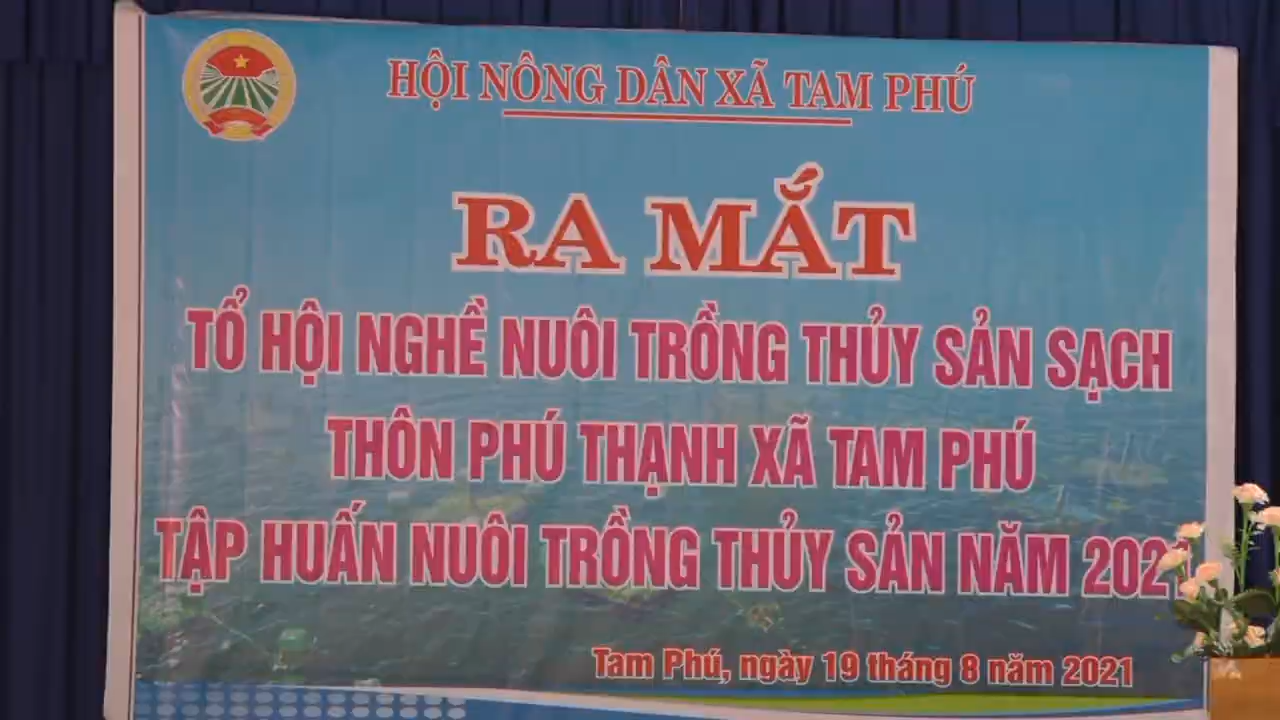 HỘI NÔNG DÂN XÃ TAM PHÚ
RA MẮT
TỔ HỘI NGHỀ NUÔI TRỒNG THỦY SẢN SẠCH
THÔN PHÚ THẠNH XÃ TAM PHÚ
TẬP HUẤN NUÔI TRỒNG THỦY SẢN NĂM 2021
Tam Phú, ngày 19 tháng 8 năm 2021